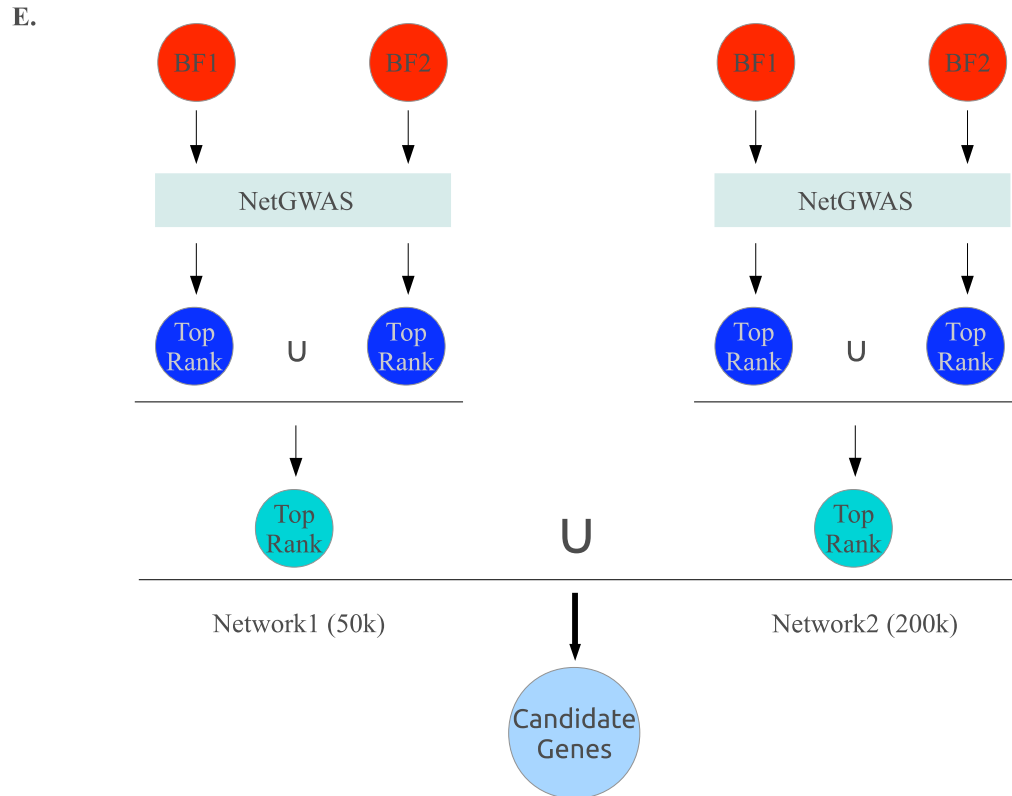 E.
BF1 BF2 BF1 BF2
NetGWAS NetGWAS
Top Top Top Top
Rank ∪ Rank Rank ∪ Rank
Top Top
Rank ∪ Rank
Network1 (50k) Network2 (200k)
Candidate
Genes